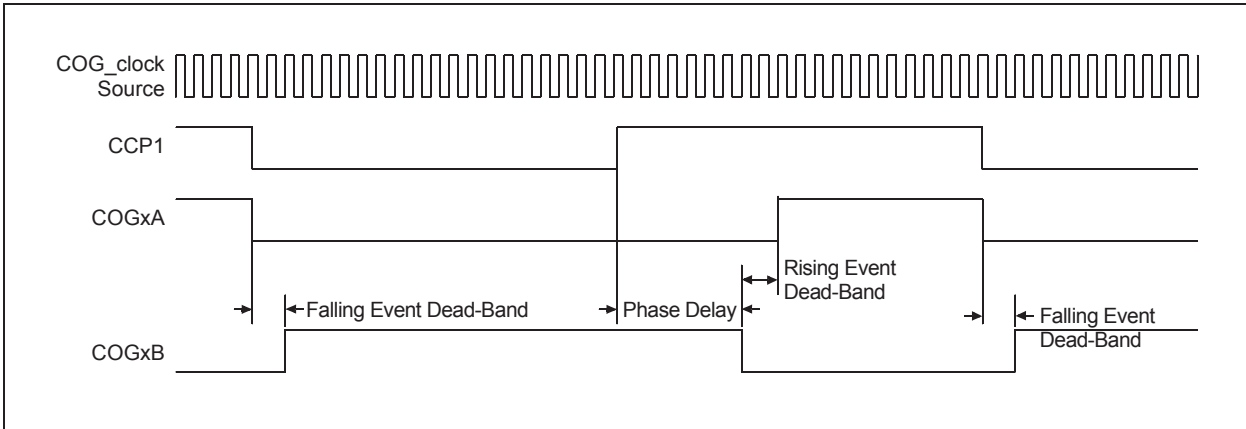 COG_clock
Source
CCP1
COGxA
Rising Event
Dead-Band
Falling Event Dead-Band
Phase Delay
Falling Event
Dead-Band
COGxB